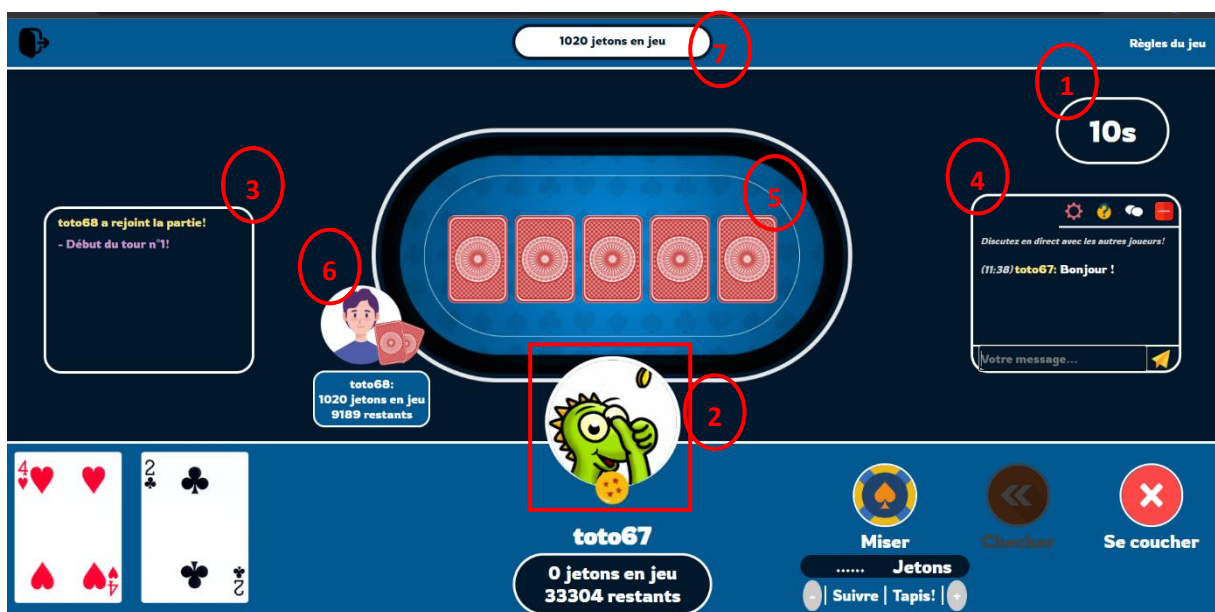 1020 jetons en jeu
7
Règles du jeu
1
10s
3
toto68 a rejoint la partie!
- Début du tour n°1!
4
Discutez en direct avec les autres joueurs!
(11:38) toto67: Bonjour !
Votre message...
5
6
toto68:
1020 jetons en jeu
9189 restants
2
4
4
2
2
toto67
0 jetons en jeu
33304 restants
Miser
Checker
Se coucher
...... Jetons
- | Suivre | Tapis! | +